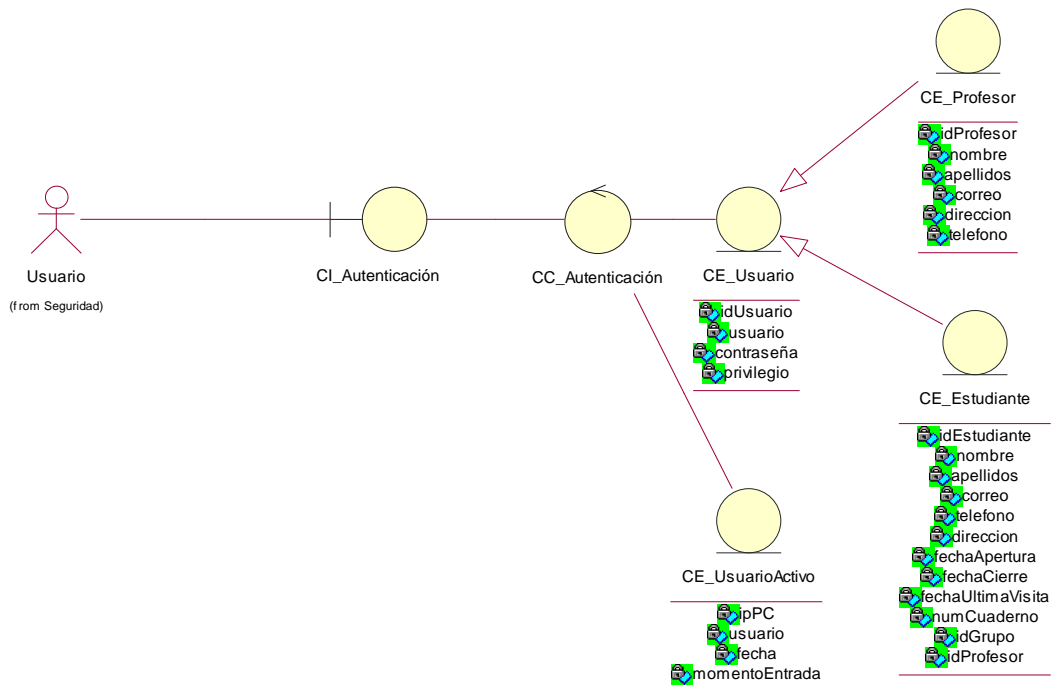 CE_Profesor
idProfesor
nombre
apellidos
correo
direccion
telefono
Usuario
(from Seguridad)
CI_Autenticación
CC_Autenticación
CE_Usuario
idUsuario
usuario
contraseña
privilegio
CE_Estudiante
idEstudiante
nombre
apellidos
correo
telefono
direccion
fechaApertura
fechaCierre
fechaUltimaVisita
numCuaderno
idGrupo
idProfesor
CE_UsuarioActivo
ipPC
usuario
fecha
momentoEntrada